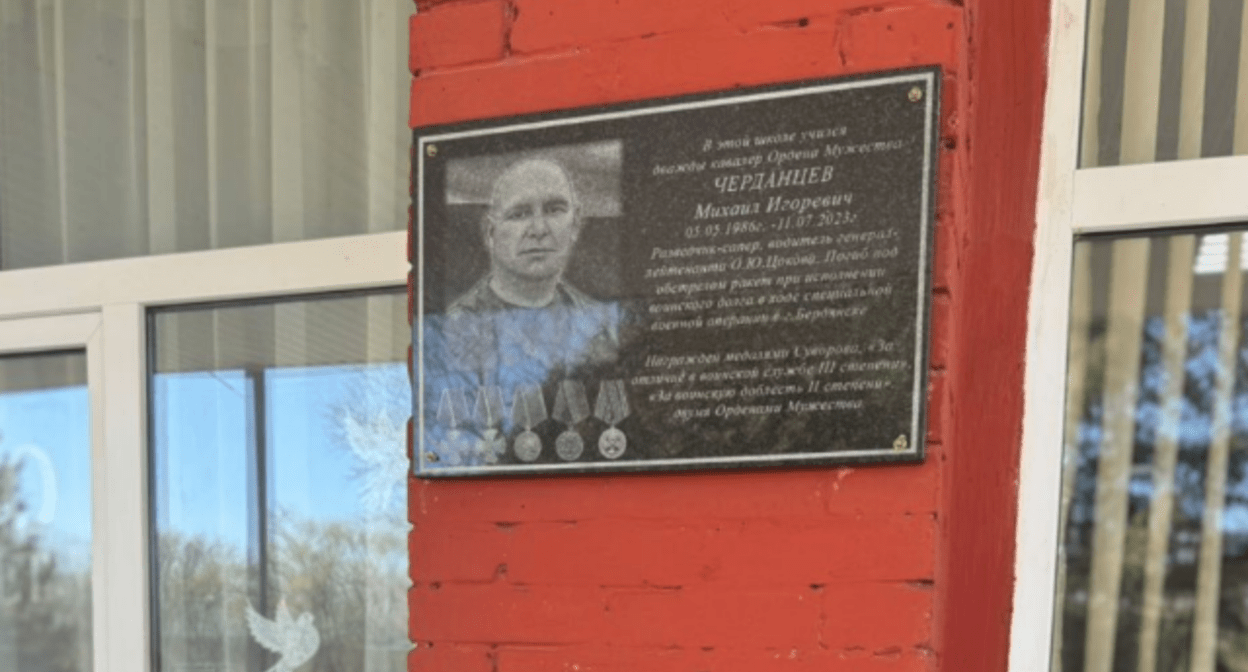 В этой школе учился
дважды кавалер Ордена Мужества
ЧЕРДАНЦЕВ
Михаил Игоревич
05.05.1986г. -11.07.2023г
Разведчик-сапер, водитель генерал-
лейтенанта О.Ю.Цокова. Погиб под
обстрелом ракет при исполнении
воинского долга в ходе специальной
военной операции в г.Бердянске
Награжден медалями Суворова, «За
отличие в воинской службе III степени»,
«За воинскую доблесть II степени»,
двумя Орденами Мужества